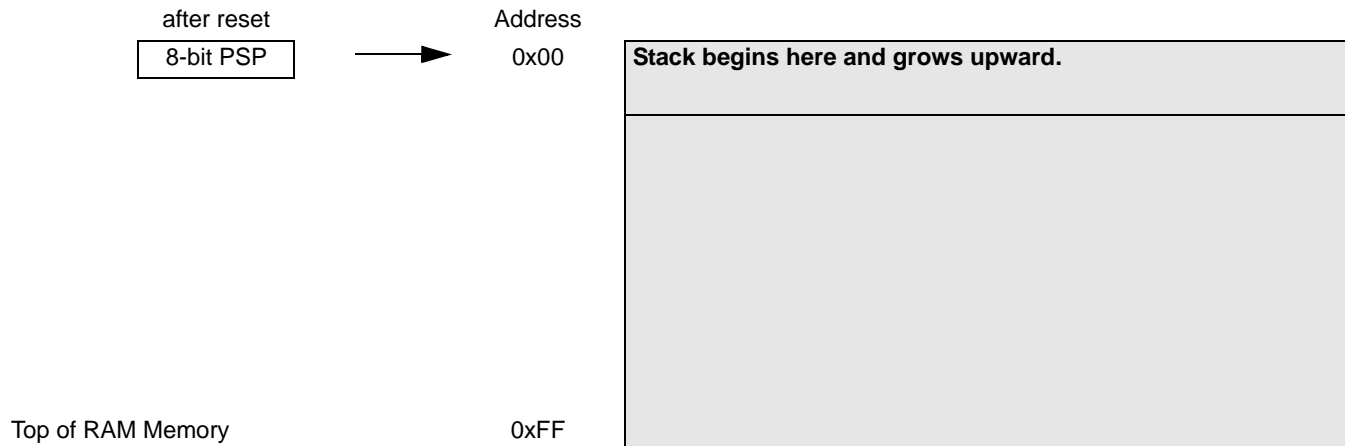 after reset Address
8-bit PSP 0x00 Stack begins here and grows upward.
Top of RAM Memory 0xFF